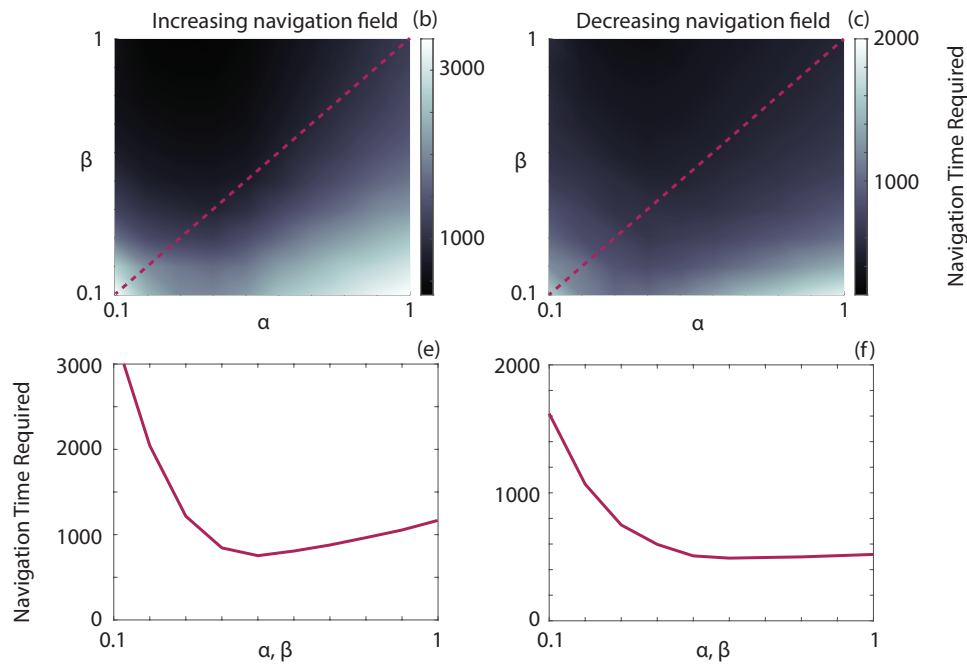 Increasing navigation field (b)
1
β
0.1
0.1
α
1
3000
1000
Decreasing navigation field (c)
1
β
0.1
0.1
α
1
2000
1000
Navigation Time Required
(e)
3000
2000
1000
0
Navigation Time Required
0.1
α, β
1
(f)
2000
1000
0
0.1
α, β
1